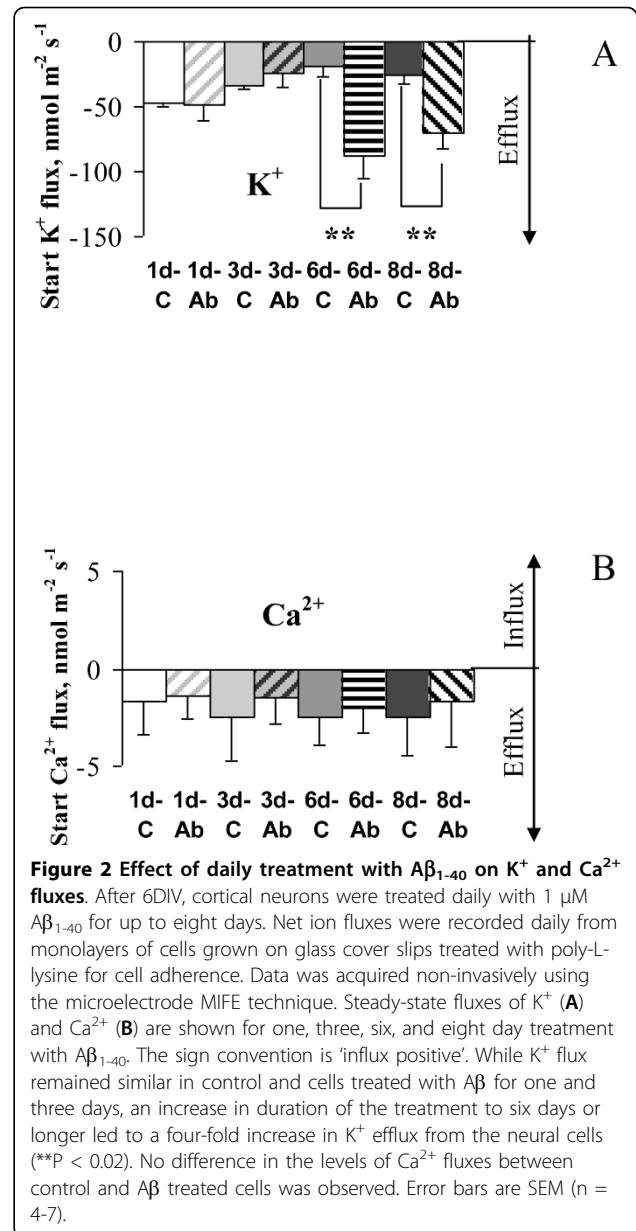 0
-50
-100
-150
Start K⁺ flux, nmol m⁻² s⁻¹
A
Efflux
K⁺
** **
1d- 1d- 3d- 3d- 6d- 6d- 8d- 8d-
C Ab C Ab C Ab C Ab
5
0
-5
Start Ca²⁺ flux, nmol m⁻² s⁻¹
B
Influx
Efflux
Ca²⁺
1d- 1d- 3d- 3d- 6d- 6d- 8d- 8d-
C Ab C Ab C Ab C Ab
Figure 2 Effect of daily treatment with Aβ₁₋₄₀ on K⁺ and Ca²⁺
fluxes. After 6DIV, cortical neurons were treated daily with 1 μM
Aβ₁₋₄₀ for up to eight days. Net ion fluxes were recorded daily from
monolayers of cells grown on glass cover slips treated with poly-L-
lysine for cell adherence. Data was acquired non-invasively using
the microelectrode MIFE technique. Steady-state fluxes of K⁺ (A)
and Ca²⁺ (B) are shown for one, three, six, and eight day treatment
with Aβ₁₋₄₀. The sign convention is ‘influx positive’. While K⁺ flux
remained similar in control and cells treated with Aβ for one and
three days, an increase in duration of the treatment to six days or
longer led to a four-fold increase in K⁺ efflux from the neural cells
(**P < 0.02). No difference in the levels of Ca²⁺ fluxes between
control and Aβ treated cells was observed. Error bars are SEM (n =
4-7).